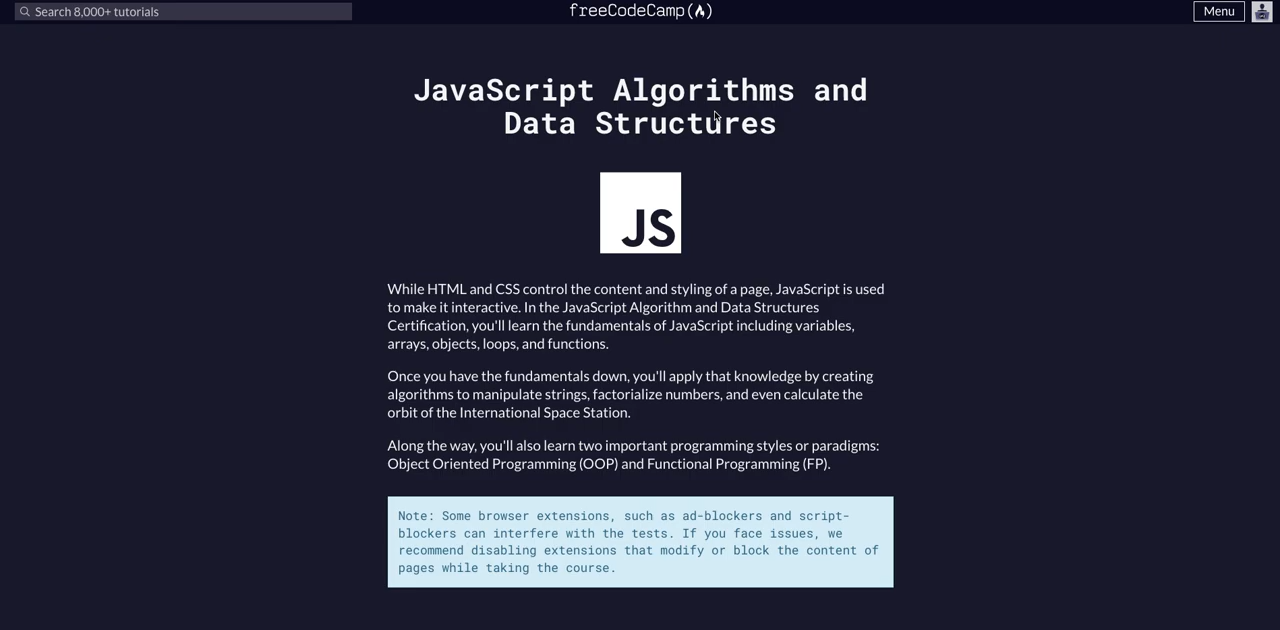 Search 8,000+ tutorials
freeCodeCamp
Menu
JavaScript Algorithms and
Data Structures
JS
While HTML and CSS control the content and styling of a page, JavaScript is used
to make it interactive. In the JavaScript Algorithm and Data Structures
Certification, you'll learn the fundamentals of JavaScript including variables,
arrays, objects, loops, and functions.
Once you have the fundamentals down, you'll apply that knowledge by creating
algorithms to manipulate strings, factorialize numbers, and even calculate the
orbit of the International Space Station.
Along the way, you'll also learn two important programming styles or paradigms:
Object Oriented Programming (OOP) and Functional Programming (FP).
Note: Some browser extensions, such as ad-blockers and script-
blockers can interfere with the tests. If you face issues, we
recommend disabling extensions that modify or block the content of
pages while taking the course.